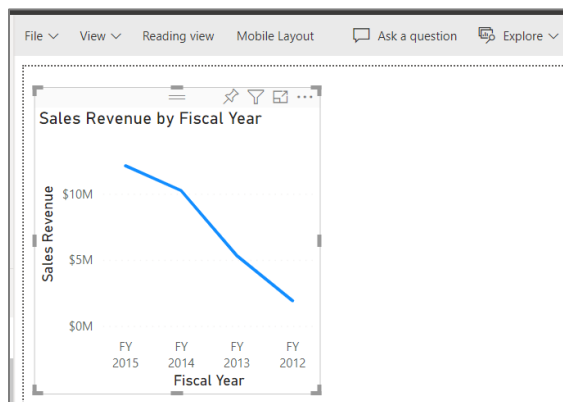 File View Reading view Mobile Layout Ask a question Explore
Sales Revenue by Fiscal Year
Sales Revenue
$10M
$5M
$0M
FY 2015
FY 2014
FY 2013
FY 2012
Fiscal Year